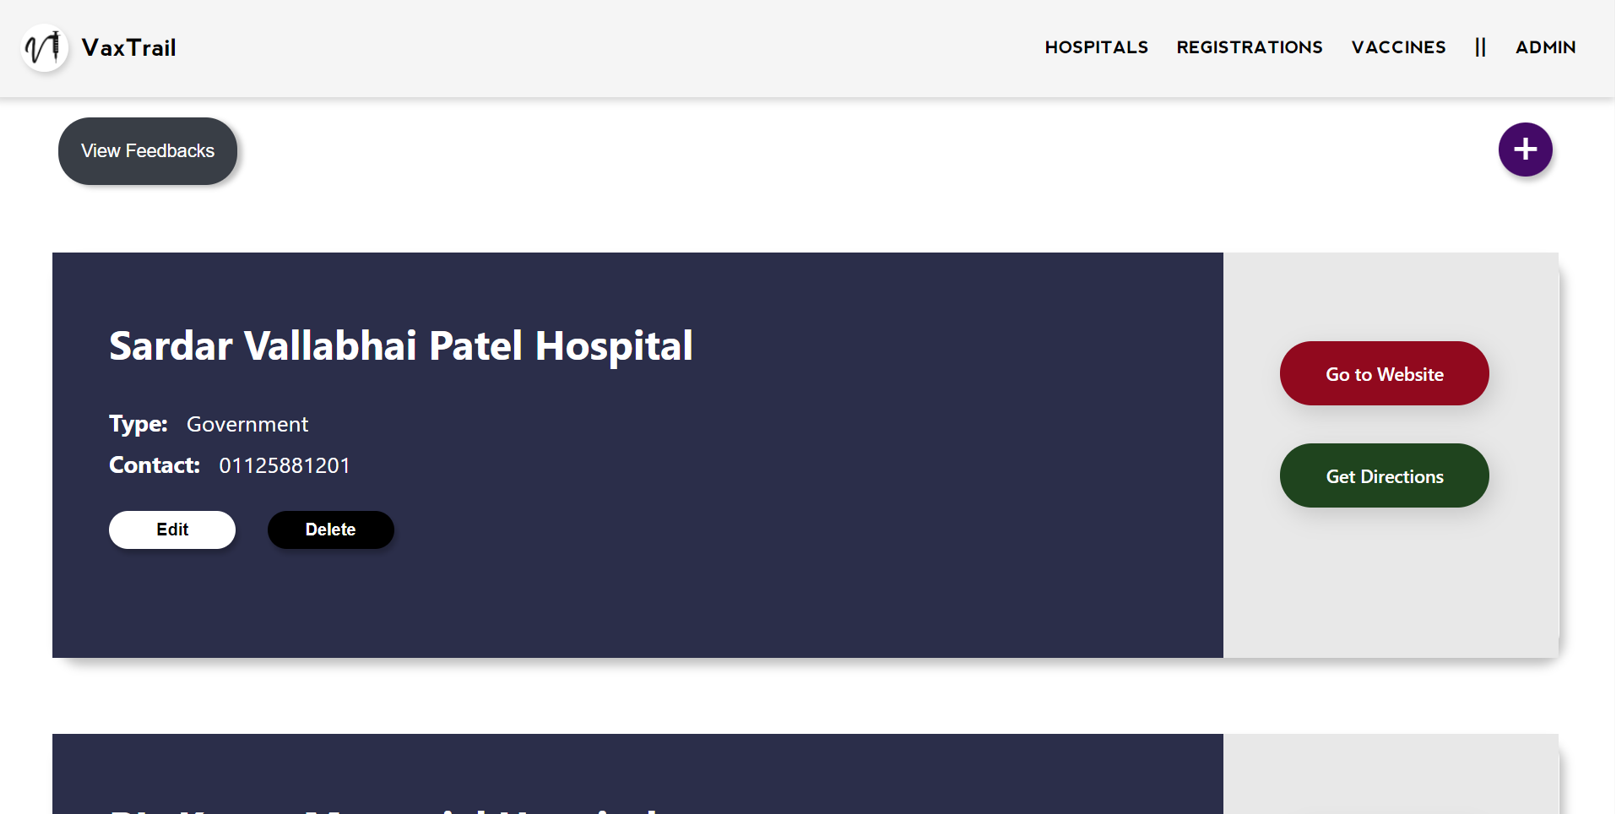 VaxTrail
HOSPITALS REGISTRATIONS VACCINES || ADMIN
View Feedbacks
+
Sardar Vallabhai Patel Hospital
Type: Government
Contact: 01125881201
Edit Delete
Go to Website
Get Directions